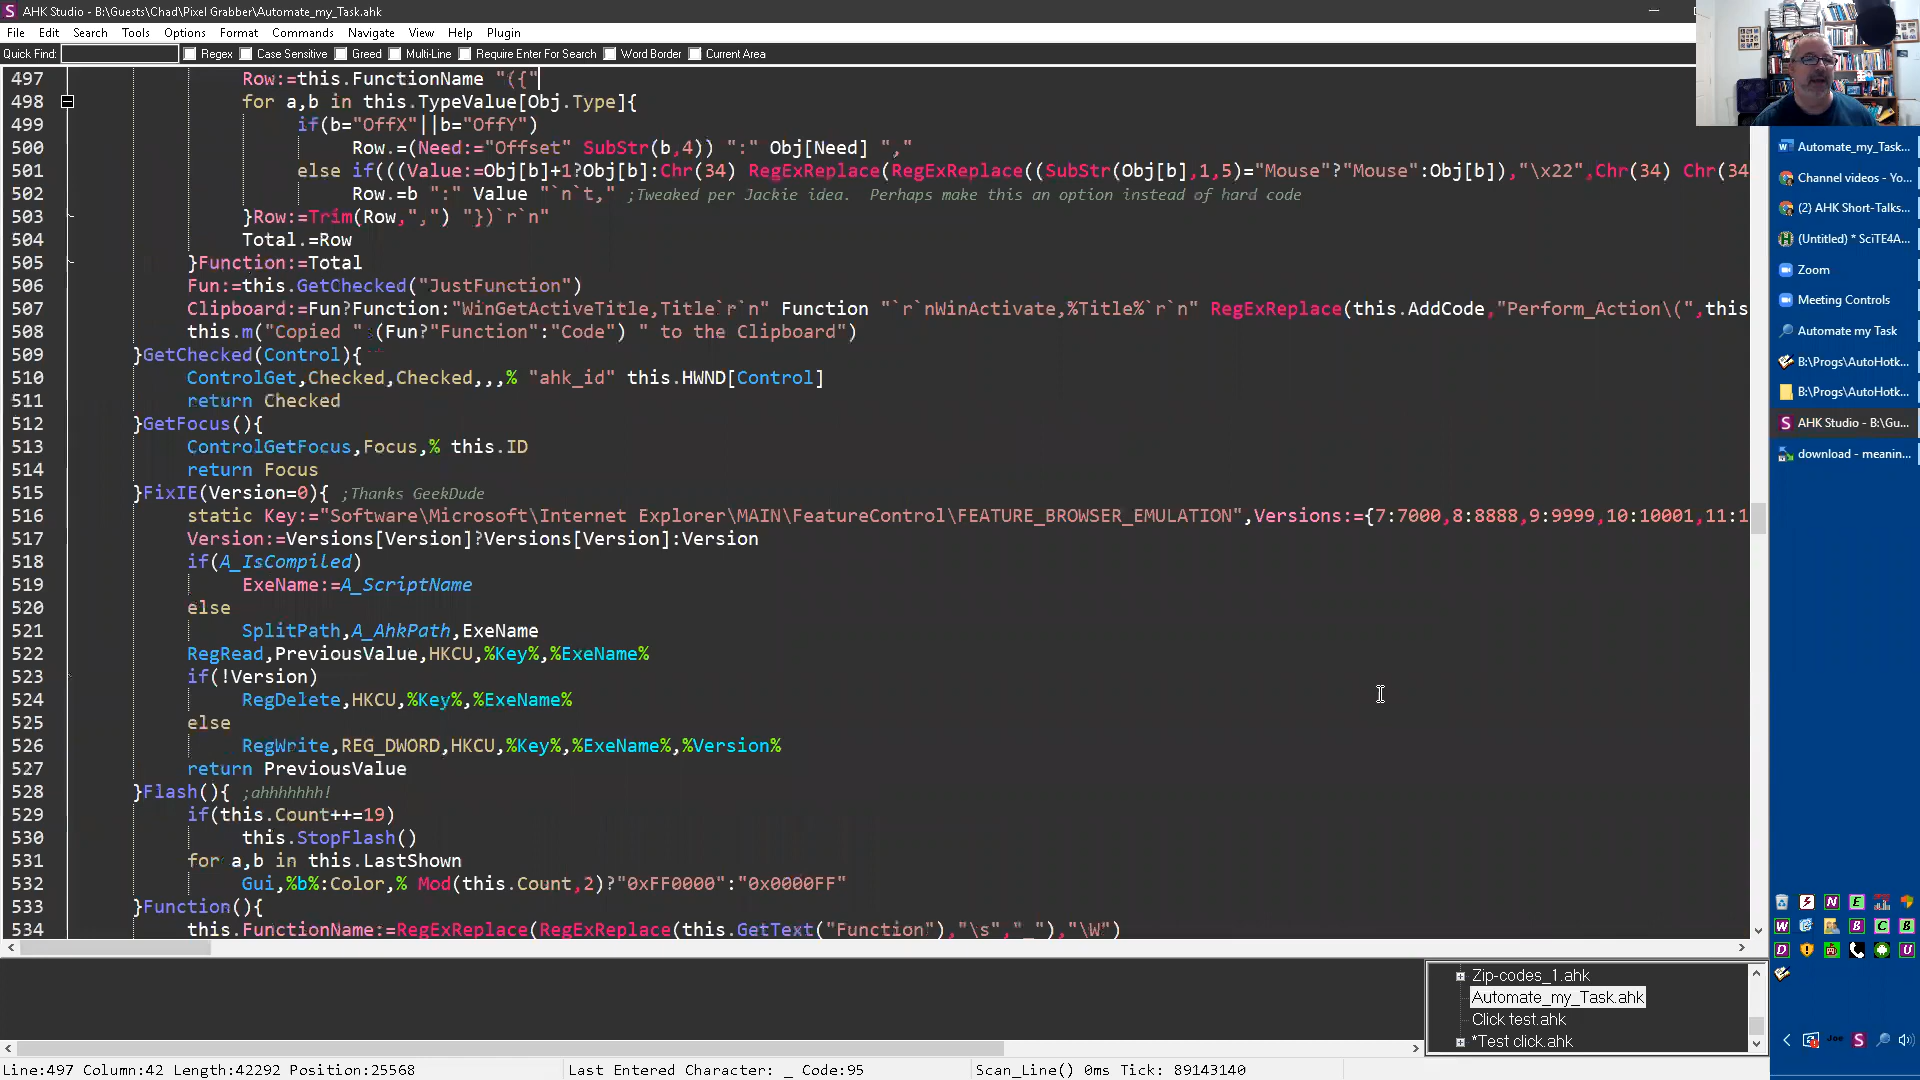 AHK Studio - B:\Guests\Chad\Pixel Grabber\Automate_my_Task.ahk
File Edit Search Tools Options Format Commands Navigate View Help Plugin
Quick Find: Regex Case Sensitive Greed Multi-Line Require Enter For Search Word Border Current Area
497 Row:=this.FunctionName "({"
498 for a,b in this.TypeValue[Obj.Type]{
499 if(b="OffX"||b="OffY")
500 Row.=(Need:="Offset" SubStr(b,4)) ":" Obj[Need] ","
501 else if(((Value:=Obj[b]+1?Obj[b]:Chr(34) RegExReplace(RegExReplace((SubStr(Obj[b],1,5)="Mouse"?"Mouse":Obj[b]),"\x22",Chr(34) Chr(34
502 Row.=b ":" Value "`n`t," ;Tweaked per Jackie idea.  Perhaps make this an option instead of hard code
503 }Row:=Trim(Row,",") "})`r`n"
504 Total.=Row
505 }Function:=Total
506 Fun:=this.GetChecked("JustFunction")
507 Clipboard:=Fun?Function:"WinGetActiveTitle,Title`r`n" Function "`r`nWinActivate,%Title%`r`n" RegExReplace(this.AddCode,"Perform_Action\(",this
508 this.m("Copied " (Fun?"Function":"Code") " to the Clipboard")
509 }GetChecked(Control){
510 ControlGet,Checked,Checked,,,% "ahk_id" this.HWND[Control]
511 return Checked
512 }GetFocus(){
513 ControlGetFocus,Focus,% this.ID
514 return Focus
515 }FixIE(Version=0){ ;Thanks GeekDude
516 static Key:="Software\Microsoft\Internet Explorer\MAIN\FeatureControl\FEATURE_BROWSER_EMULATION",Versions:={7:7000,8:8888,9:9999,10:10001,11:1
517 Version:=Versions[Version]?Versions[Version]:Version
518 if(A_IsCompiled)
519 ExeName:=A_ScriptName
520 else
521 SplitPath,A_AhkPath,ExeName
522 RegRead,PreviousValue,HKCU,%Key%,%ExeName%
523 if(!Version)
524 RegDelete,HKCU,%Key%,%ExeName%
525 else
526 RegWrite,REG_DWORD,HKCU,%Key%,%ExeName%,%Version%
527 return PreviousValue
528 }Flash(){ ;ahhhhhhh!
529 if(this.Count++=19)
530 this.StopFlash()
531 for a,b in this.LastShown
532 Gui,%b%:Color,% Mod(this.Count,2)?"0xFF0000":"0x0000FF"
533 }Function(){
534 this.FunctionName:=RegExReplace(RegExReplace(this.GetText("Function"),"\s","_"),"\W")
Automate_my_Task...
Channel videos - Yo...
(2) AHK Short-Talks...
(Untitled) * SciTE4A...
Zoom
Meeting Controls
Automate my Task
B:\Progs\AutoHotk...
B:\Progs\AutoHotk...
AHK Studio - B:\Gu...
download - meanin...
Zip-codes_1.ahk
Automate_my_Task.ahk
Click test.ahk
*Test click.ahk
Line:497 Column:42 Length:42292 Position:25568 Last Entered Character: _ Code:95 Scan_Line() 0ms Tick: 89143140